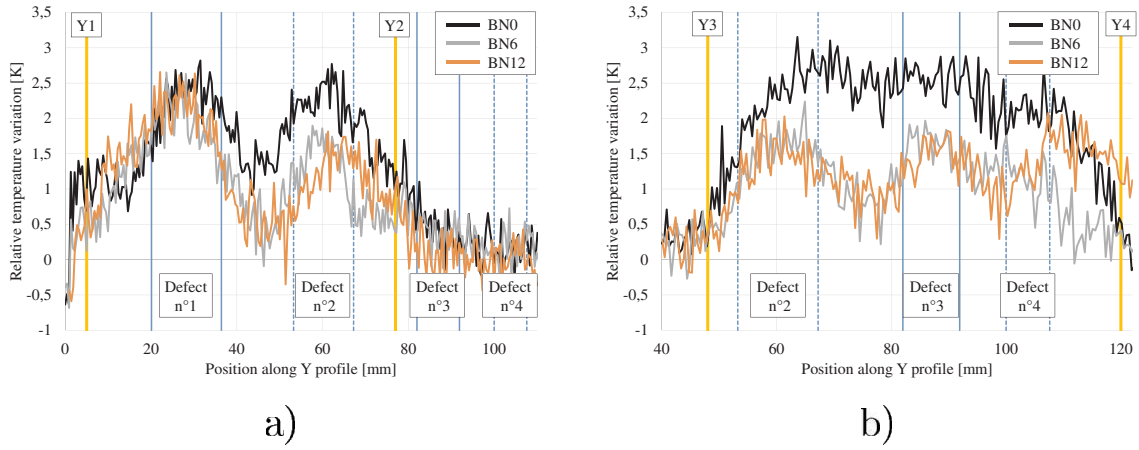 3,5
3
2,5
2
1,5
1
0,5
0
-0,5
-1
Relative temperature variation [K]
Y1
Y2
BN0
BN6
BN12
Defect
n°1
Defect
n°2
Defect
n°3
Defect
n°4
0 20 40 60 80 100
Position along Y profile [mm]
a)
3,5
3
2,5
2
1,5
1
0,5
0
-0,5
-1
Relative temperature variation [K]
Y3
Y4
BN0
BN6
BN12
Defect
n°2
Defect
n°3
Defect
n°4
40 60 80 100 120
Position along Y profile [mm]
b)